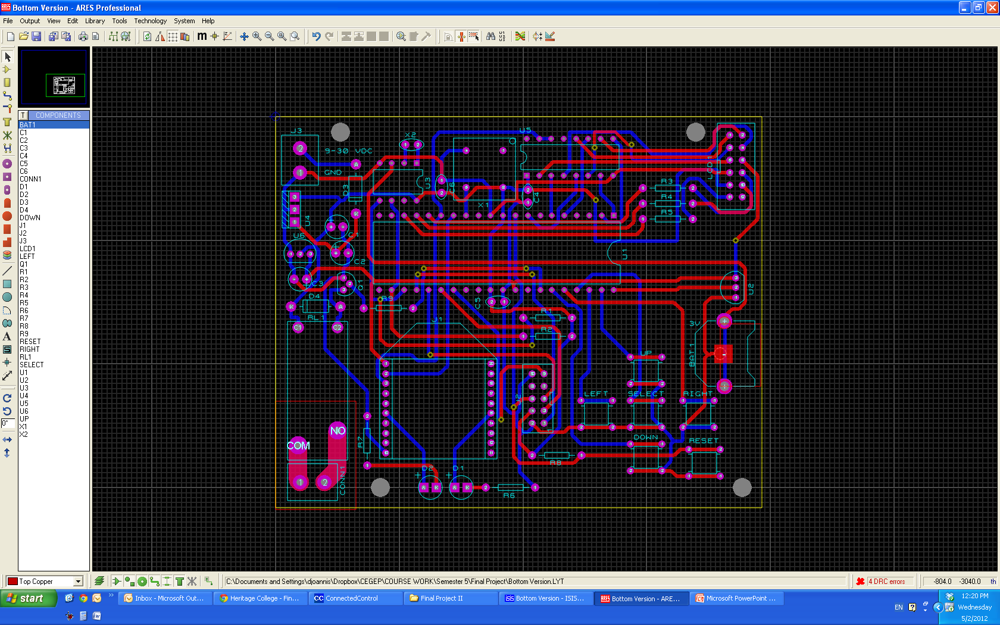 ARES Bottom Version - ARES Professional
File Output View Edit Library Tools Technology System Help
T COMPONENTS
BAT1
C1
C2
C3
C4
C5
C6
CONN1
D1
D2
D3
D4
DOWN
J1
J2
J3
LCD1
LEFT
Q1
R1
R2
R3
R4
R5
R6
R7
R8
R9
RESET
RIGHT
RL1
SELECT
U1
U2
U3
U4
U5
U6
UP
X1
X2
0°
J3
9-30 VDC
GND
X2
U5
LCD1
D3
U3
C6
X1
C4
R3
R4
R5
U4
C1
U6
C2
U1
C3
Q1
U2
D4
R9
C5
R1
R2
RL1
J1
3V
BAT1
C1 C2
UP
LEFT SELECT RIGHT
J2
NO
COM
R7
DOWN RESET
R8
D2 D1
CONN1
A K A K
R6
Top Copper
C:\Documents and Settings\djoannis\Dropbox\CEGEP\COURSE WORK\Semester 5\Final Project\Bottom Version.LYT
4 DRC errors
-804.0 -3040.0 th
start
Inbox - Microsoft Out...
Heritage College - Fin...
CC ConnectedControl
Final Project II
ISIS Bottom Version - ISIS...
ARES Bottom Version - ARE...
Microsoft PowerPoint ...
EN
12:20 PM
Wednesday
5/2/2012